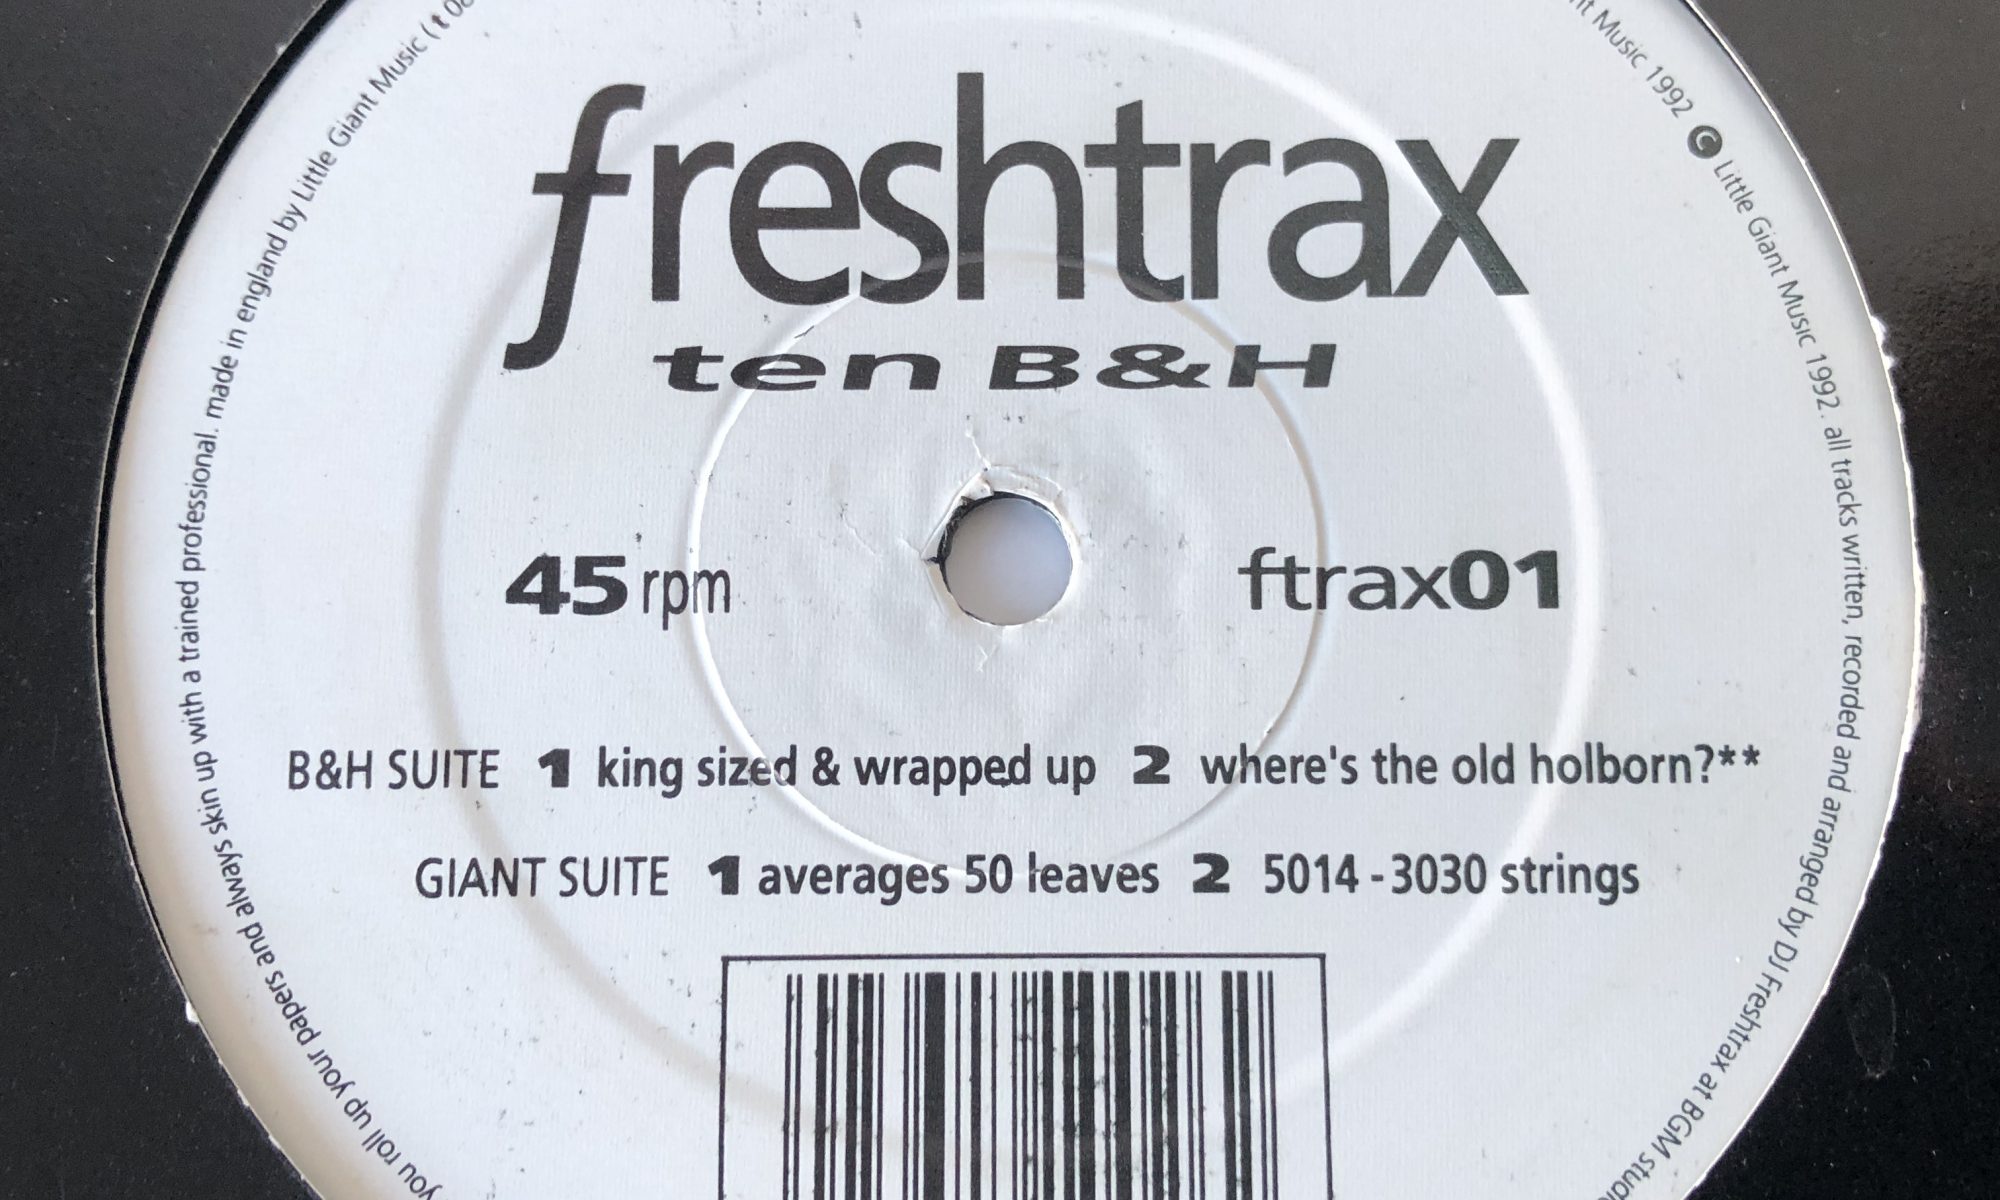 freshtrax
ten B&H
45 rpm
ftrax01
B&H SUITE 1 king sized & wrapped up 2 where's the old holborn?**
GIANT SUITE 1 averages 50 leaves 2 5014-3030 strings
you roll up your papers and always skin up with a trained professional. made in england by Little Giant Music (t
Music 1992 © Little Giant Music 1992. all tracks written, recorded and arranged by DJ Freshtrax at BGM